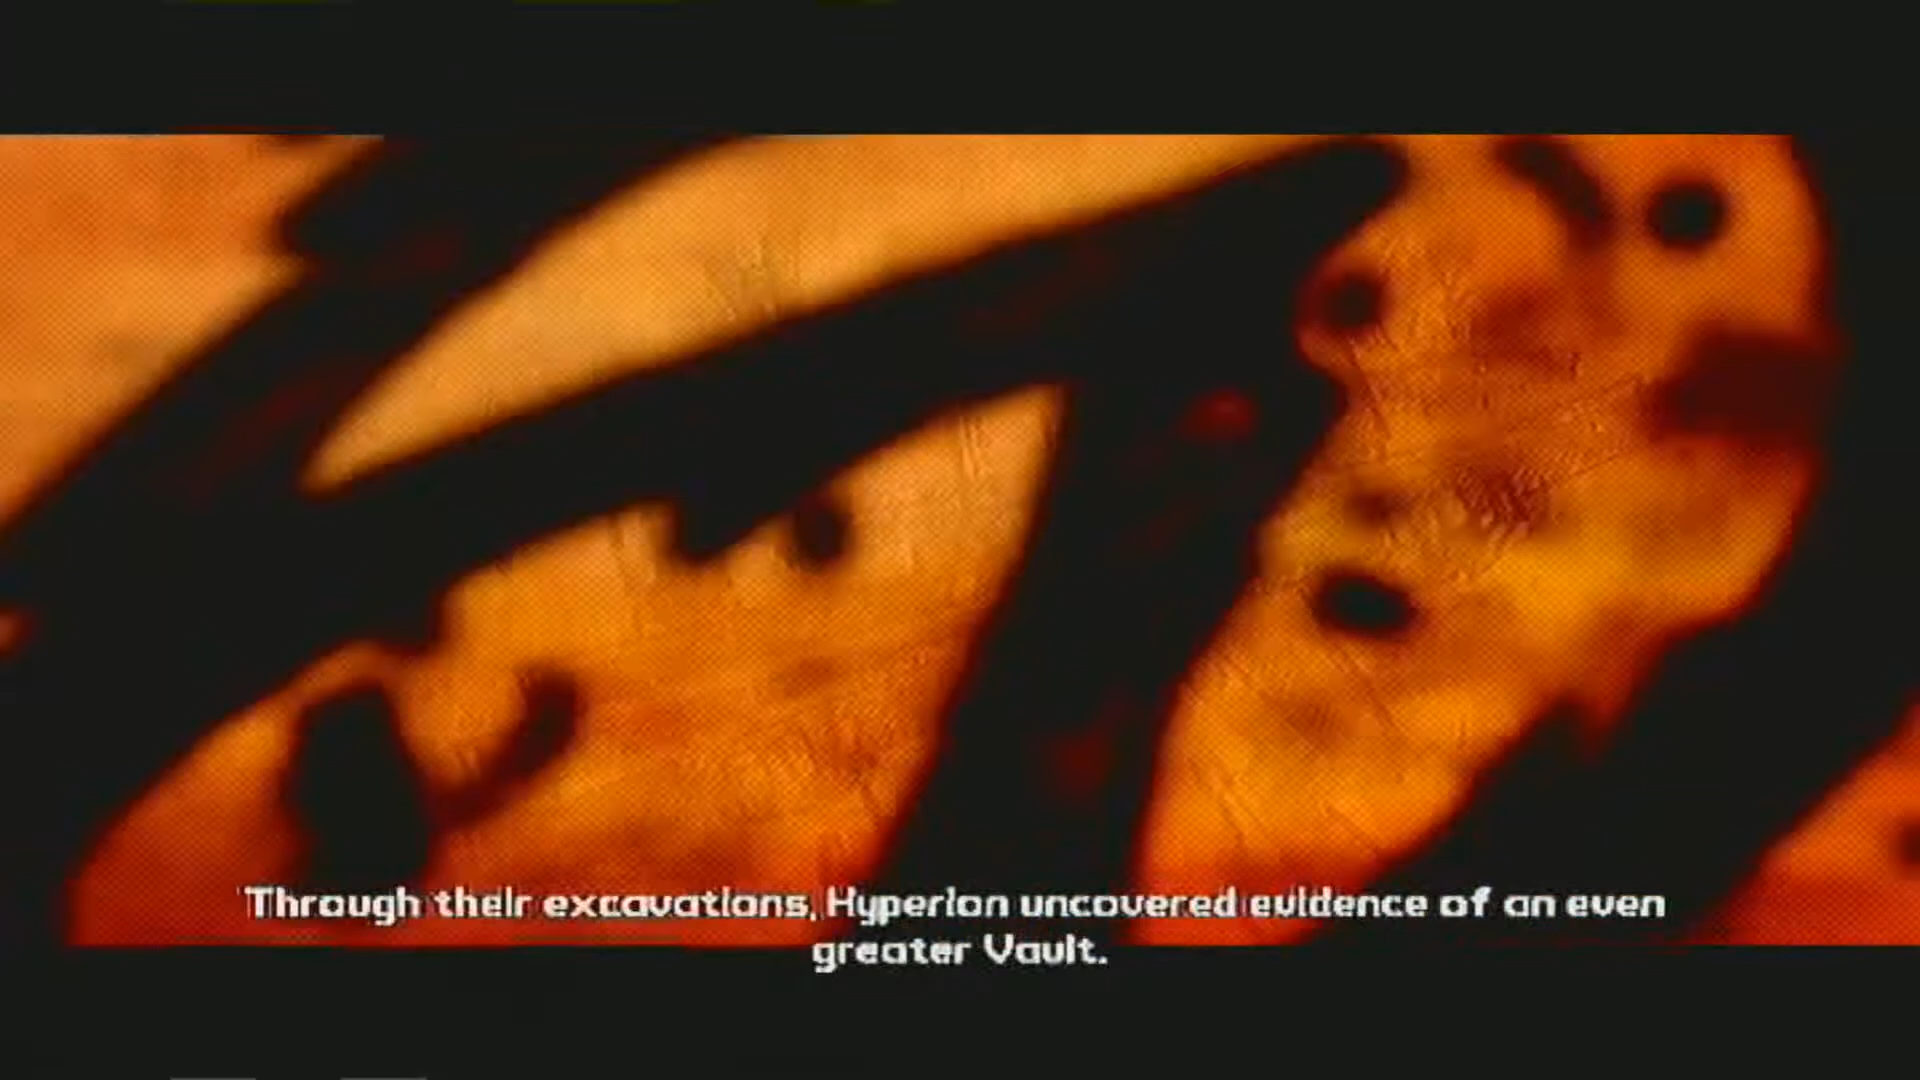 Through their excavations, Hyperion uncovered evidence of an even
greater Vault.